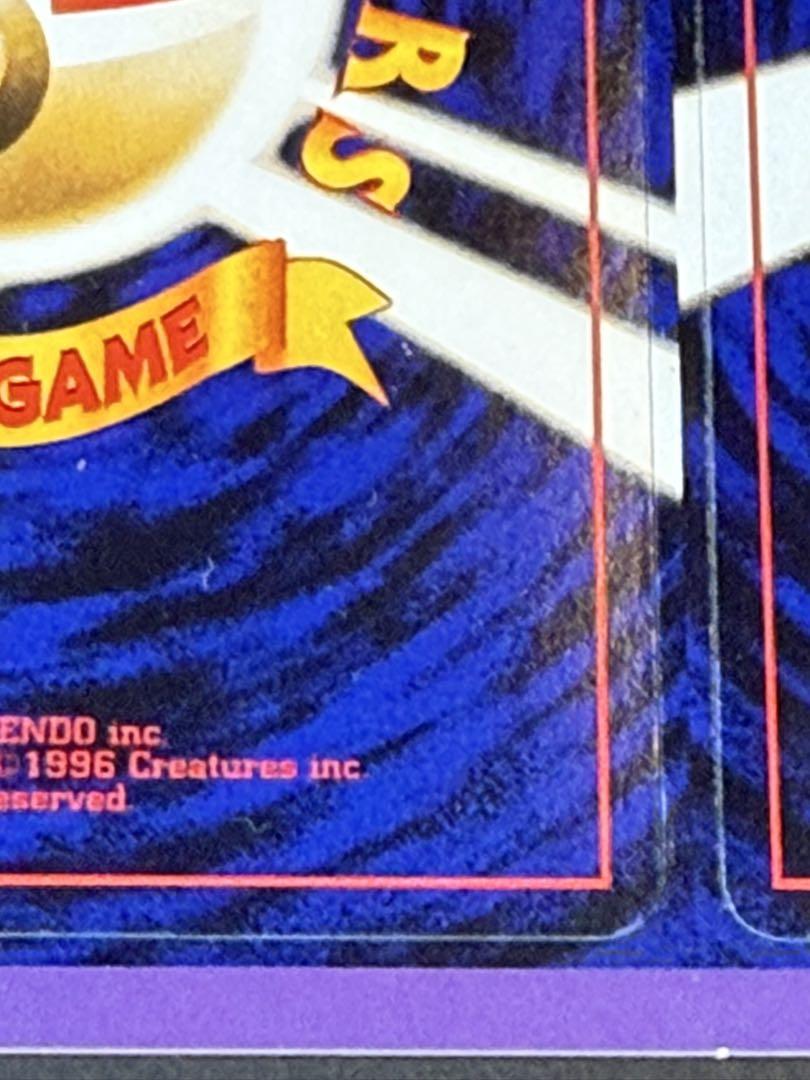 RS
GAME
ENDO inc.
©1996 Creatures inc.
eserved.